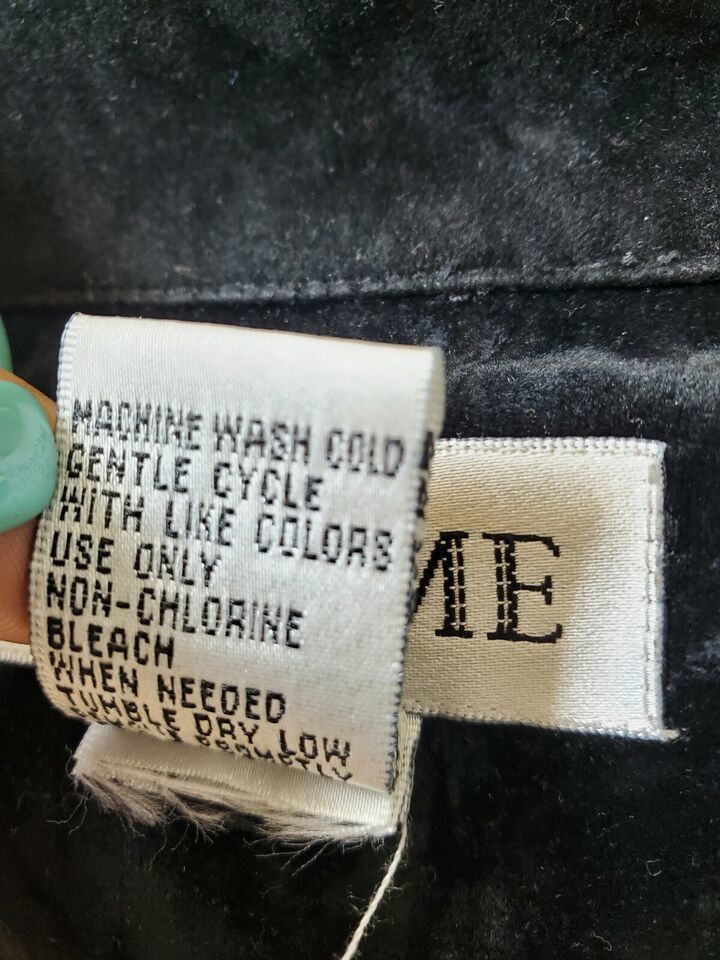 MACHINE WASH COLD
GENTLE CYCLE
WITH LIKE COLORS
USE ONLY
NON-CHLORINE
BLEACH
WHEN NEEDED
TUMBLE DRY LOW
PROMPTLY
ME